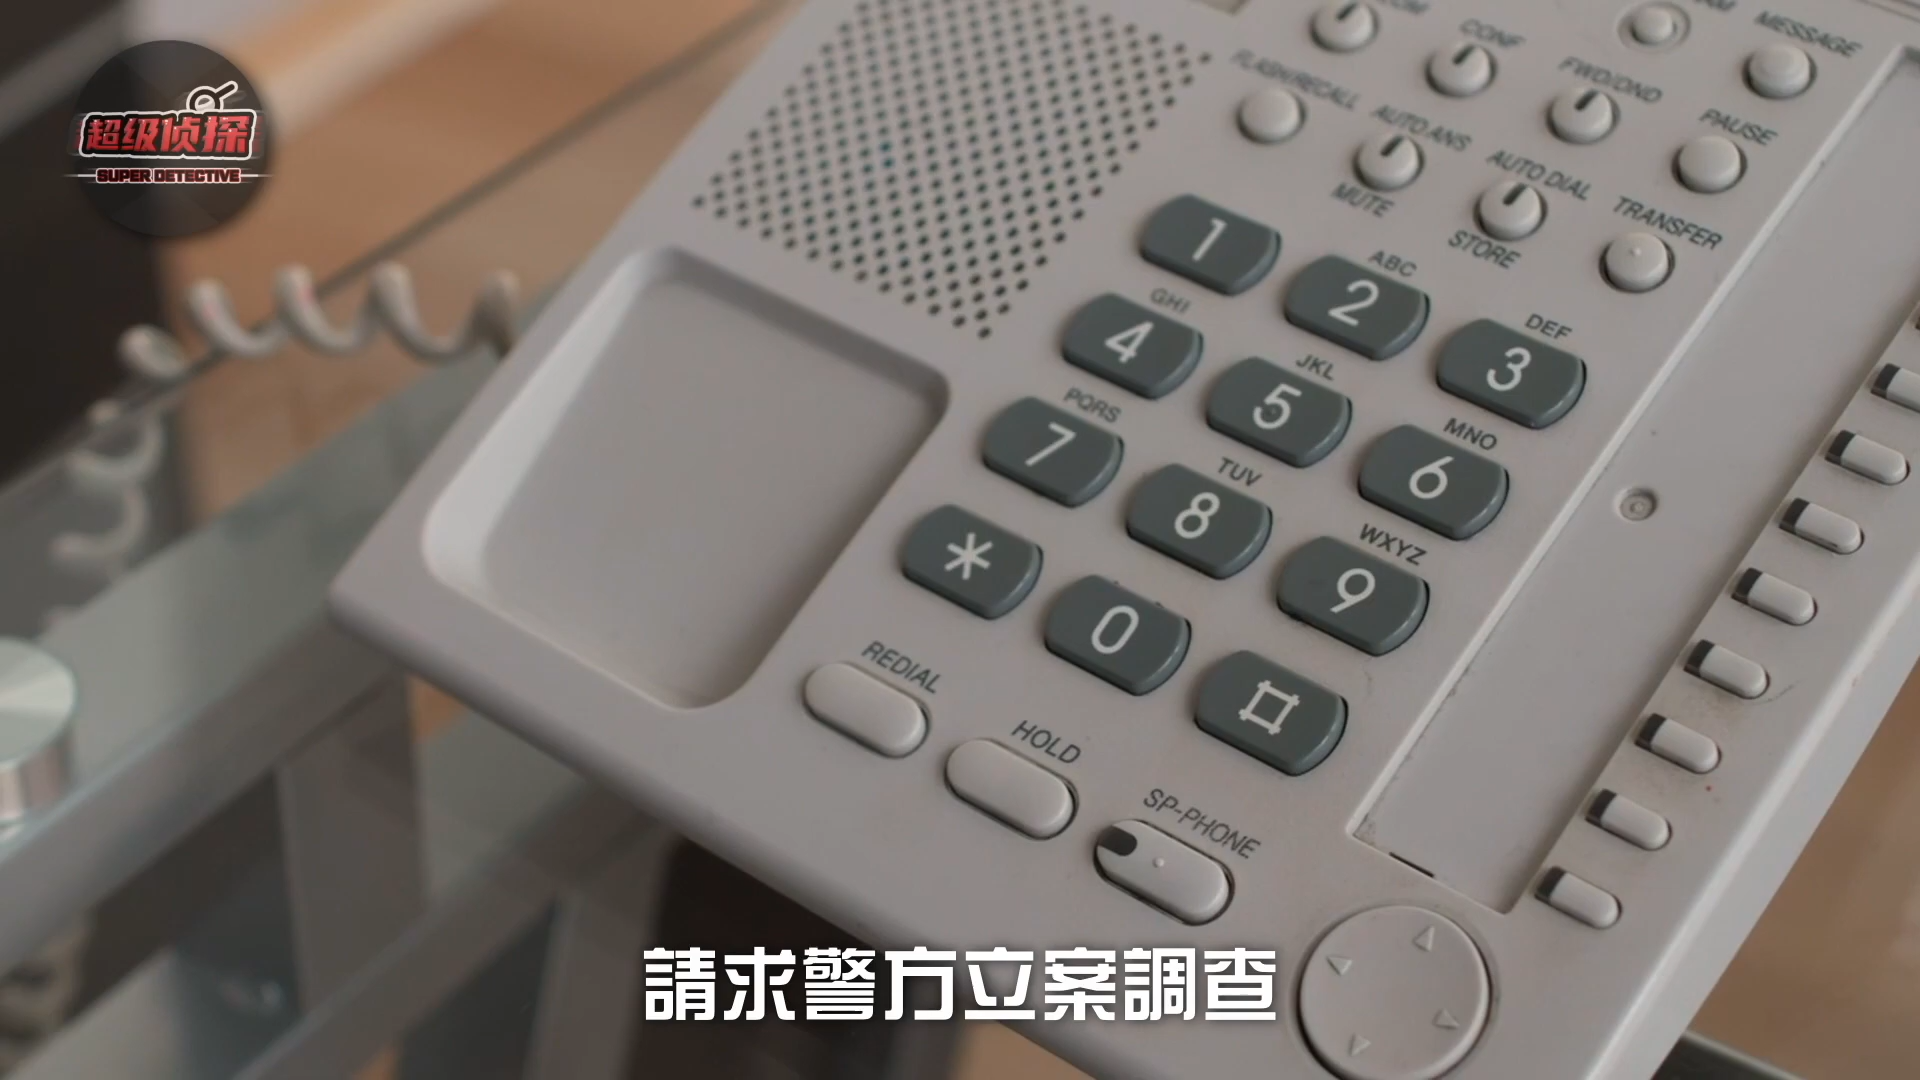 超级侦探
SUPER DETECTIVE
MESSAGE
CONF
FWD/DND
PAUSE
FLASH/RECALL
AUTO ANS
MUTE
AUTO DIAL
STORE
TRANSFER
1
ABC
2
DEF
3
GHI
4
JKL
5
MNO
6
PQRS
7
TUV
8
WXYZ
9
*
0
#
REDIAL
HOLD
SP-PHONE
請求警方立案調查